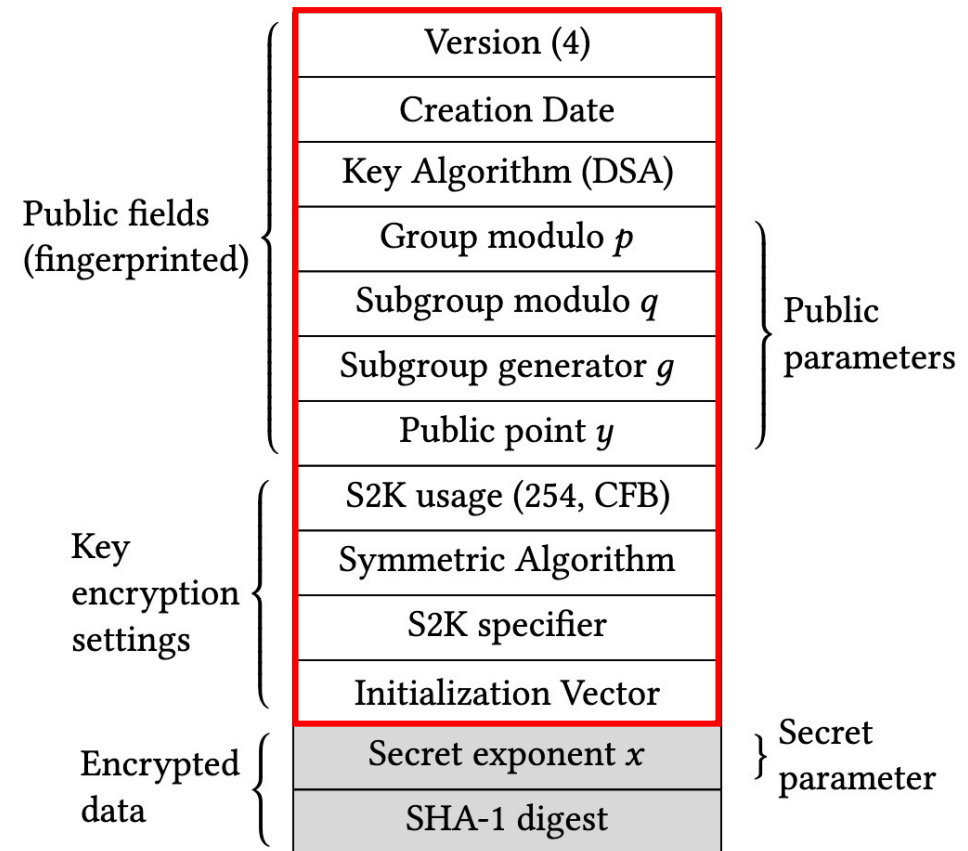 Version (4)
Creation Date
Key Algorithm (DSA)
Public fields
(fingerprinted)
Group modulo p
Subgroup modulo q
Subgroup generator g
Public point y
Public
parameters
S2K usage (254, CFB)
Symmetric Algorithm
S2K specifier
Initialization Vector
Key
encryption
settings
Secret exponent x
SHA-1 digest
Encrypted
data
Secret
parameter